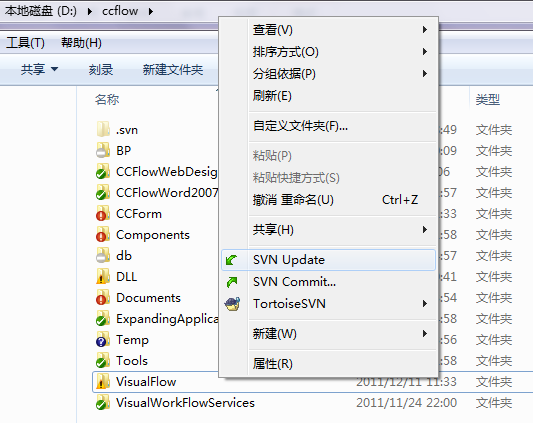 本地磁盘 (D:) ▸ ccflow ▸
工具(T) 帮助(H)
共享 ▼ 刻录 新建文件夹
名称 类型
.svn :49 文件夹
BP :09 文件夹
CCFlowWebDesig :06 文件夹
CCFlowWord2007 :57 文件夹
CCForm :33 文件夹
Components :58 文件夹
db :56 文件夹
DLL :41 文件夹
Documents :54 文件夹
ExpandingApplica :58 文件夹
Temp :56 文件夹
Tools :58 文件夹
VisualFlow 2011/12/11 11:33 文件夹
VisualWorkFlowServices 2011/11/24 22:00 文件夹
查看(V)
排序方式(O)
分组依据(P)
刷新(E)
自定义文件夹(F)...
粘贴(P)
粘贴快捷方式(S)
撤消 重命名(U) Ctrl+Z
共享(H)
SVN Update
SVN Commit...
TortoiseSVN
新建(W)
属性(R)